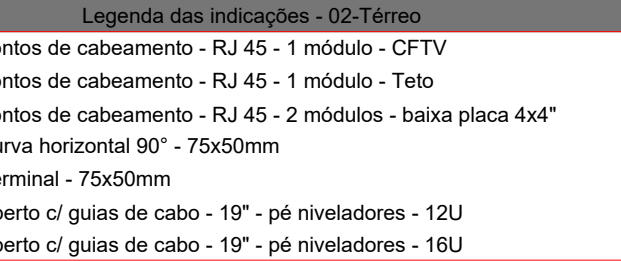 Legenda das indicações - 02-Térreo
ontos de cabeamento - RJ 45 - 1 módulo - CFTV
ontos de cabeamento - RJ 45 - 1 módulo - Teto
ontos de cabeamento - RJ 45 - 2 módulos - baixa placa 4x4"
urva horizontal 90° - 75x50mm
erminal - 75x50mm
berto c/ guias de cabo - 19" - pé niveladores - 12U
berto c/ guias de cabo - 19" - pé niveladores - 16U